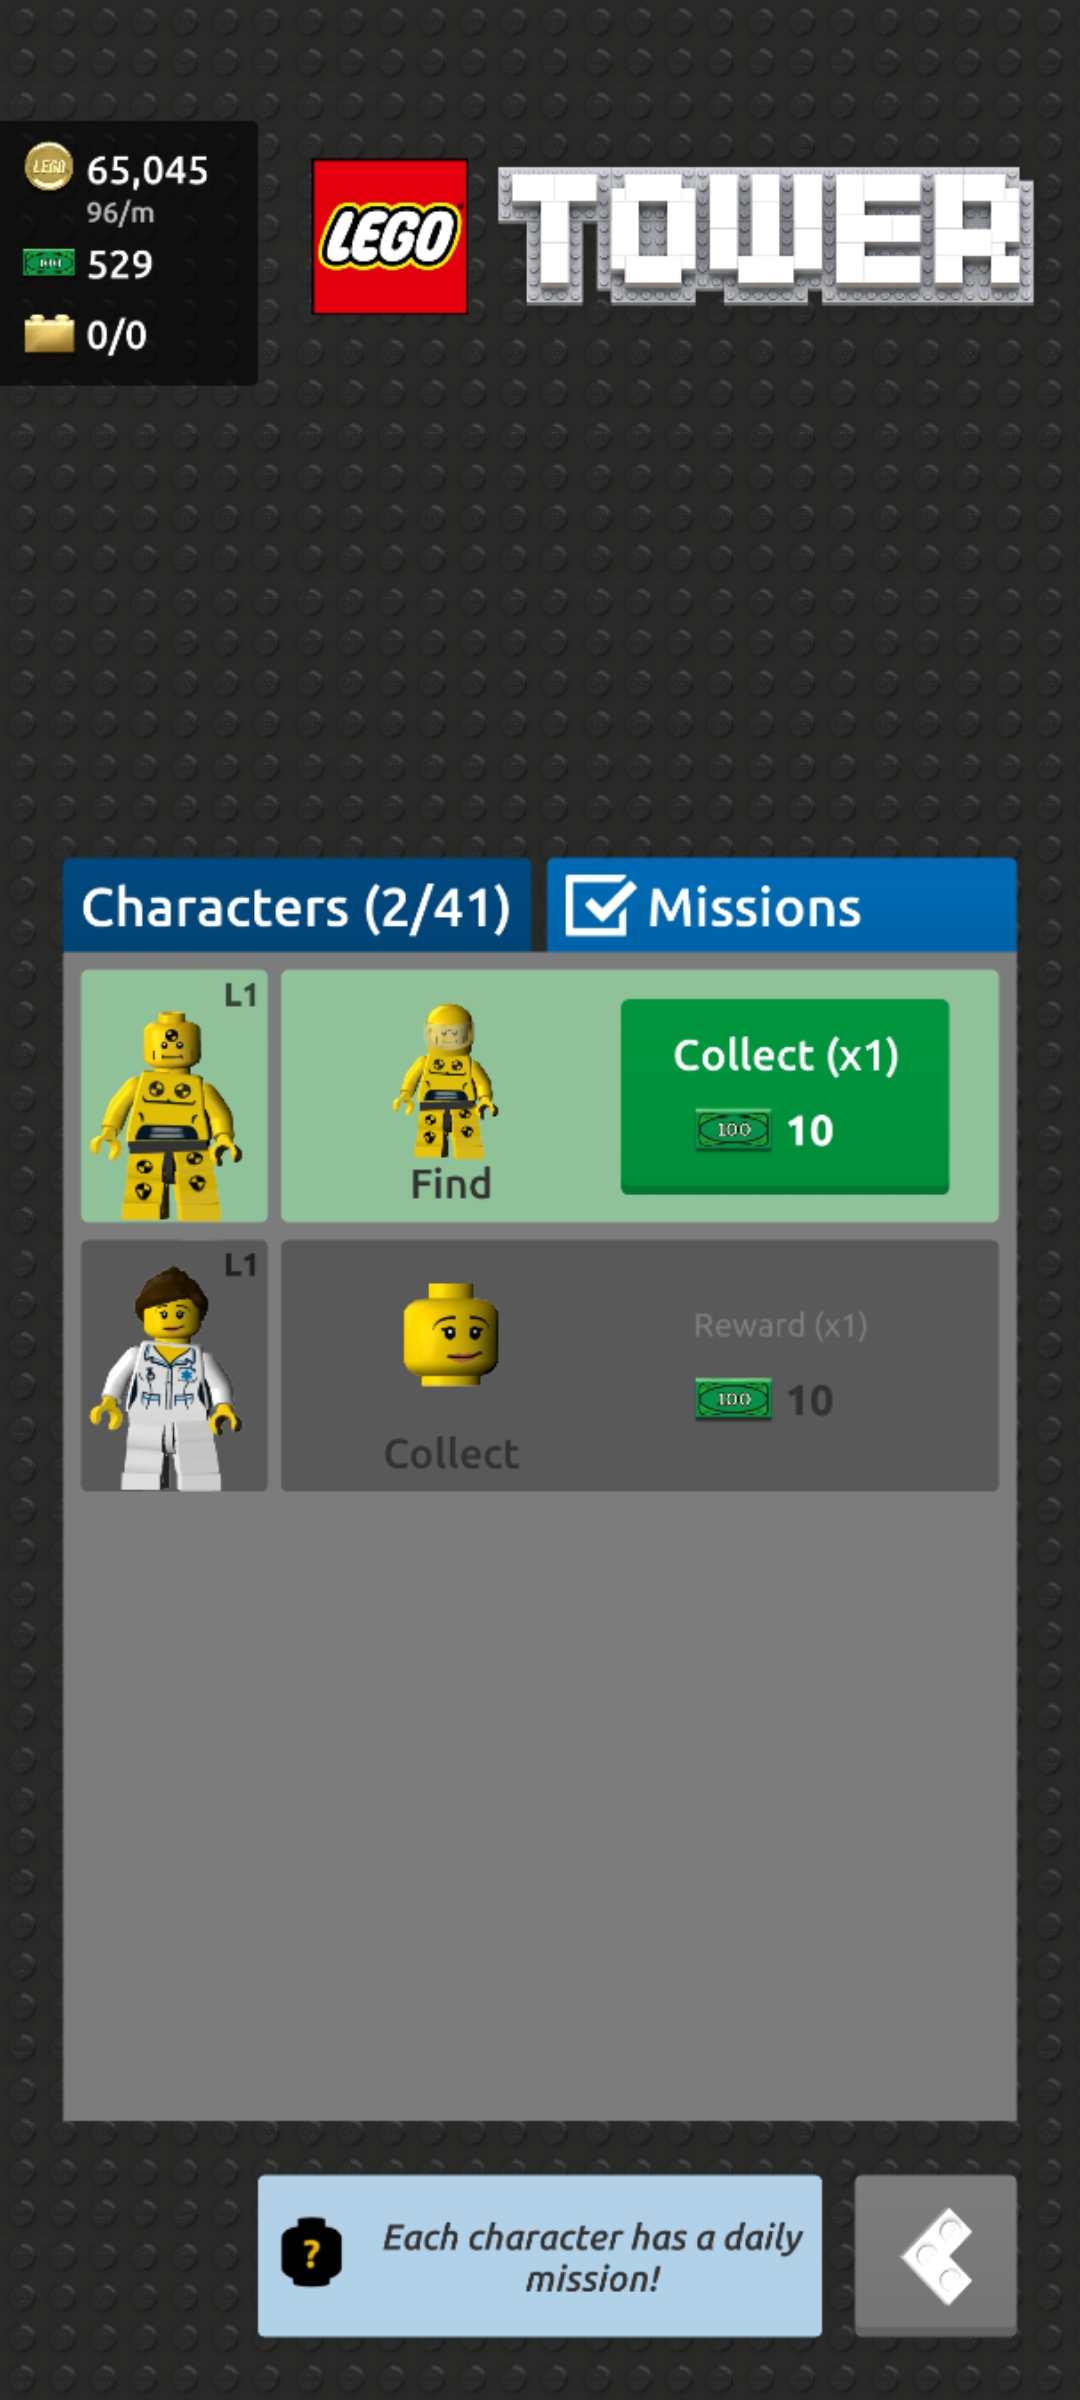 LEGO
65,045
96/m
529
0/0
LEGO
TOWER
Characters (2/41)
Missions
L1
Find
Collect (x1)
100
10
L1
Collect
Reward (x1)
100
10
?
Each character has a daily
mission!